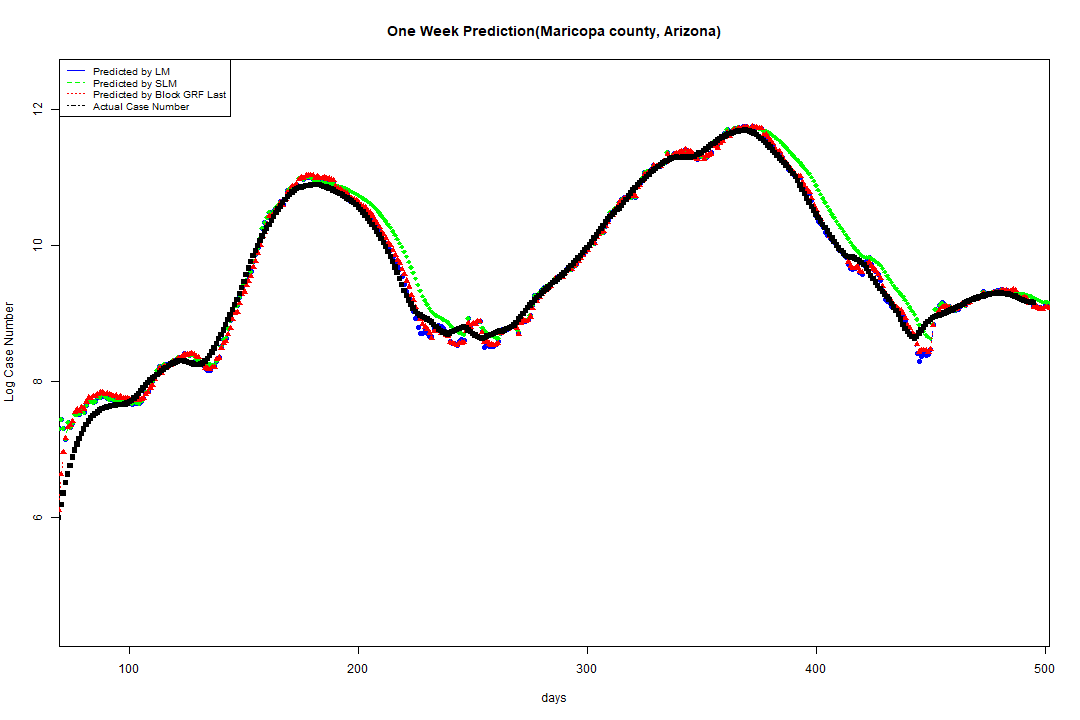 One Week Prediction(Maricopa county, Arizona)
Predicted by LM
Predicted by SLM
Predicted by Block GRF Last
Actual Case Number
12
10
8
6
Log Case Number
100 200 300 400 500
days